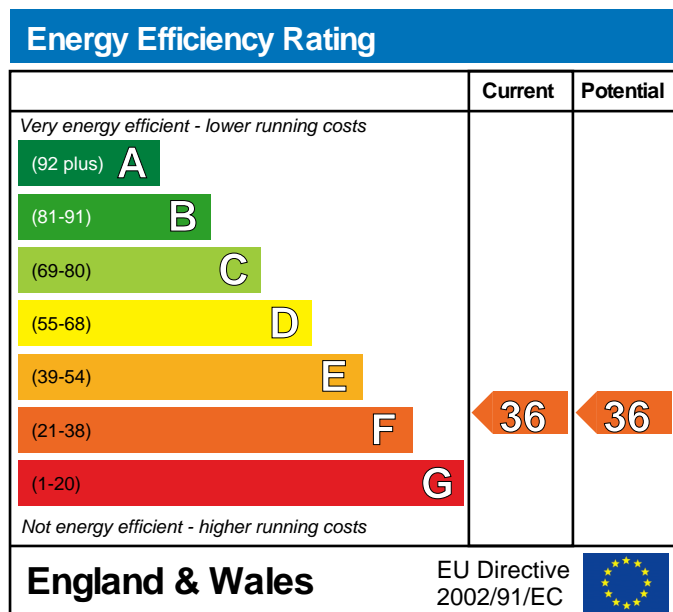 Energy Efficiency Rating
Current Potential
Very energy efficient - lower running costs
(92 plus) A
(81-91) B
(69-80) C
(55-68) D
(39-54) E
(21-38) F 36 36
(1-20) G
Not energy efficient - higher running costs
England & Wales
EU Directive
2002/91/EC